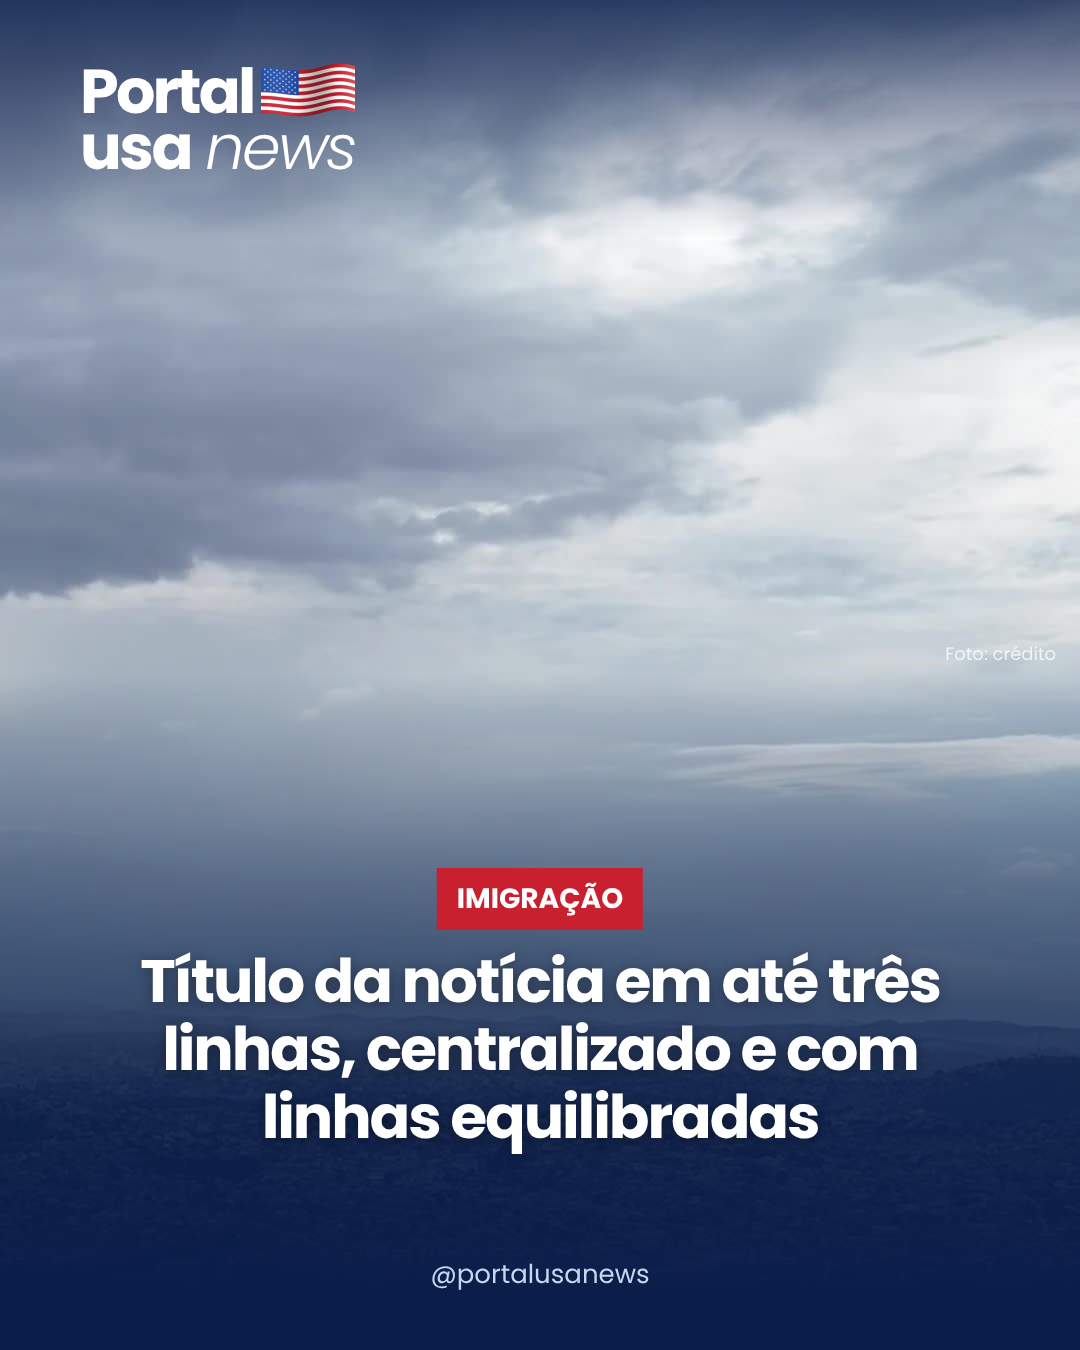 Portal
usa news
Foto: crédito
IMIGRAÇÃO
Título da notícia em até três
linhas, centralizado e com
linhas equilibradas
@portalusanews